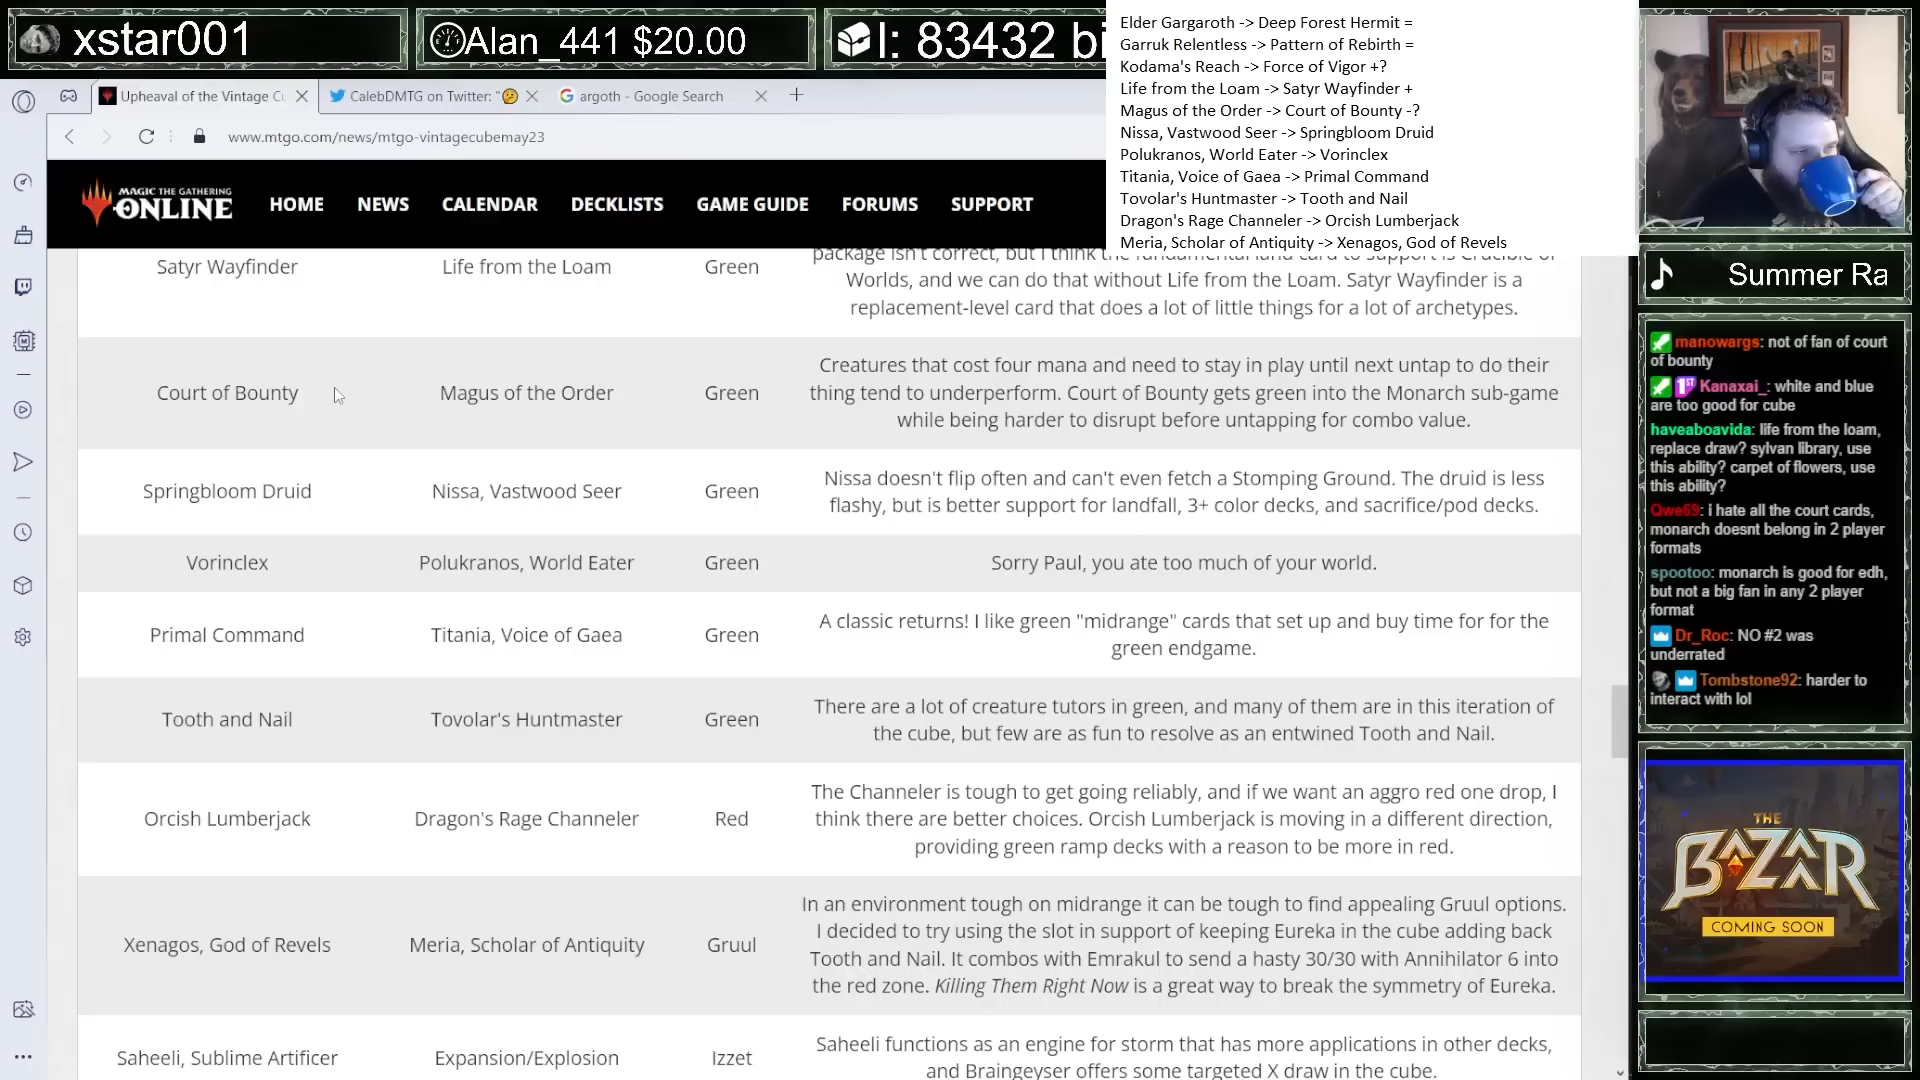 xstar001
Alan_441 $20.00
l: 83432 bi
Elder Gargaroth -> Deep Forest Hermit =
Garruk Relentless -> Pattern of Rebirth =
Kodama's Reach -> Force of Vigor +?
Life from the Loam -> Satyr Wayfinder +
Magus of the Order -> Court of Bounty -?
Nissa, Vastwood Seer -> Springbloom Druid
Polukranos, World Eater -> Vorinclex
Titania, Voice of Gaea -> Primal Command
Tovolar's Huntmaster -> Tooth and Nail
Dragon's Rage Channeler -> Orcish Lumberjack
Meria, Scholar of Antiquity -> Xenagos, God of Revels
Upheaval of the Vintage Cu
CalebDMTG on Twitter: "🤔
argoth - Google Search
www.mtgo.com/news/mtgo-vintagecubemay23
MAGIC THE GATHERING
ONLINE
HOME
NEWS
CALENDAR
DECKLISTS
GAME GUIDE
FORUMS
SUPPORT
package isn't correct, but I think the fundamental land card to support is Crucible of
Satyr Wayfinder
Life from the Loam
Green
Worlds, and we can do that without Life from the Loam. Satyr Wayfinder is a
replacement-level card that does a lot of little things for a lot of archetypes.
Court of Bounty
Magus of the Order
Green
Creatures that cost four mana and need to stay in play until next untap to do their
thing tend to underperform. Court of Bounty gets green into the Monarch sub-game
while being harder to disrupt before untapping for combo value.
Springbloom Druid
Nissa, Vastwood Seer
Green
Nissa doesn't flip often and can't even fetch a Stomping Ground. The druid is less
flashy, but is better support for landfall, 3+ color decks, and sacrifice/pod decks.
Vorinclex
Polukranos, World Eater
Green
Sorry Paul, you ate too much of your world.
Primal Command
Titania, Voice of Gaea
Green
A classic returns! I like green "midrange" cards that set up and buy time for for the
green endgame.
Tooth and Nail
Tovolar's Huntmaster
Green
There are a lot of creature tutors in green, and many of them are in this iteration of
the cube, but few are as fun to resolve as an entwined Tooth and Nail.
Orcish Lumberjack
Dragon's Rage Channeler
Red
The Channeler is tough to get going reliably, and if we want an aggro red one drop, I
think there are better choices. Orcish Lumberjack is moving in a different direction,
providing green ramp decks with a reason to be more in red.
Xenagos, God of Revels
Meria, Scholar of Antiquity
Gruul
In an environment tough on midrange it can be tough to find appealing Gruul options.
I decided to try using the slot in support of keeping Eureka in the cube adding back
Tooth and Nail. It combos with Emrakul to send a hasty 30/30 with Annihilator 6 into
the red zone. Killing Them Right Now is a great way to break the symmetry of Eureka.
Saheeli, Sublime Artificer
Expansion/Explosion
Izzet
Saheeli functions as an engine for storm that has more applications in other decks,
and Braingeyser offers some targeted X draw in the cube.
Summer Ra
manowargs: not of fan of court
of bounty
1ST Kanaxai_: white and blue
are too good for cube
haveaboavida: life from the loam,
replace draw? sylvan library, use
this ability? carpet of flowers, use
this ability?
Qwe69: i hate all the court cards,
monarch doesnt belong in 2 player
formats
spootoo: monarch is good for edh,
but not a big fan in any 2 player
format
Dr_Roc: NO #2 was
underrated
Tombstone92: harder to
interact with lol
THE
BAZAAR
COMING SOON